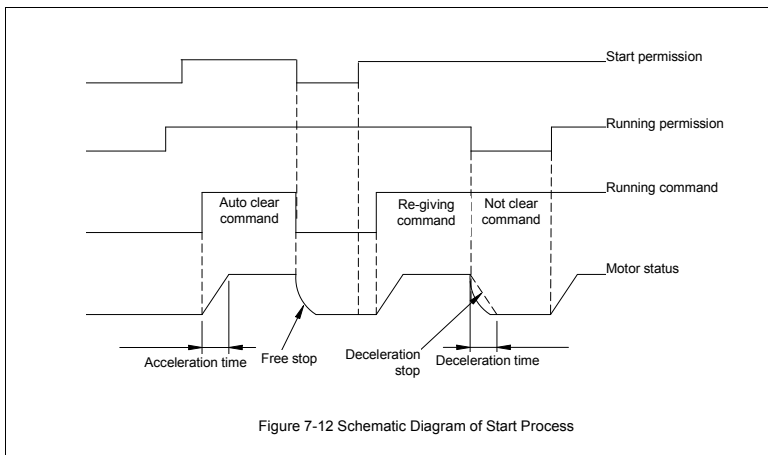 Start permission
Running permission
Running command
Auto clear
command
Re-giving
command
Not clear
command
Motor status
Acceleration time
Free stop
Deceleration
stop
Deceleration time
Figure 7-12 Schematic Diagram of Start Process